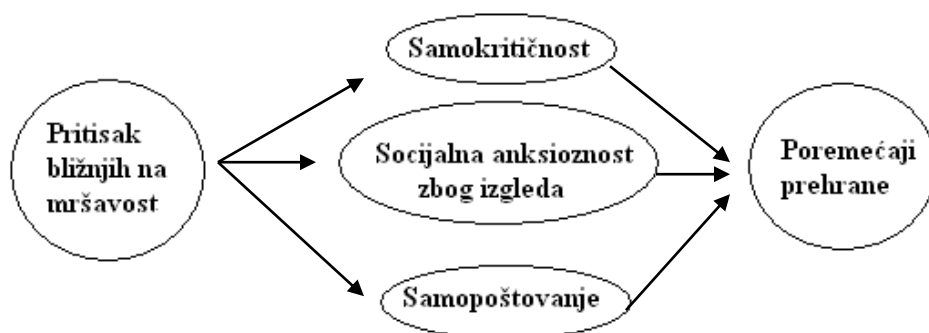 Samokritičnost
Pritisak
bližnjih na
mršavost
Socijalna anksioznost
zbog izgleda
Poremećaji
prehrane
Samopoštovanje